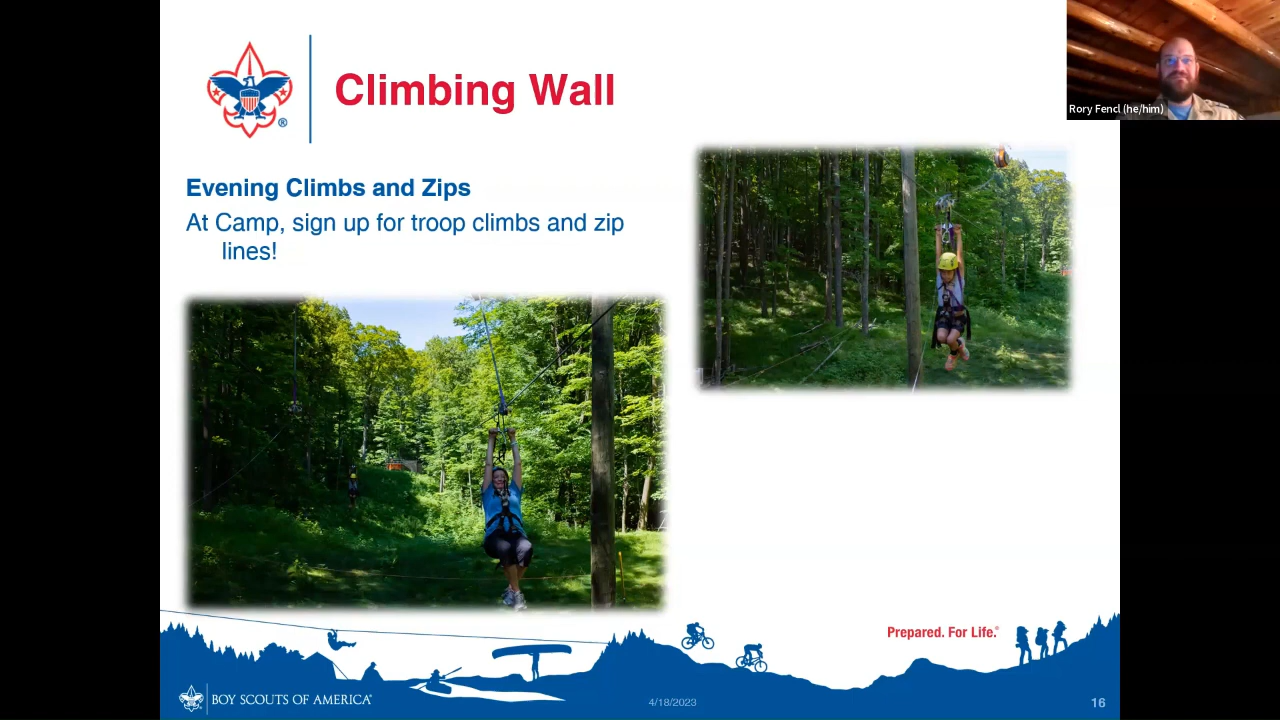 Climbing Wall
Rory Fencl (he/him)
Evening Climbs and Zips
At Camp, sign up for troop climbs and zip
lines!
Prepared. For Life.®
BOY SCOUTS OF AMERICA®
4/18/2023
16